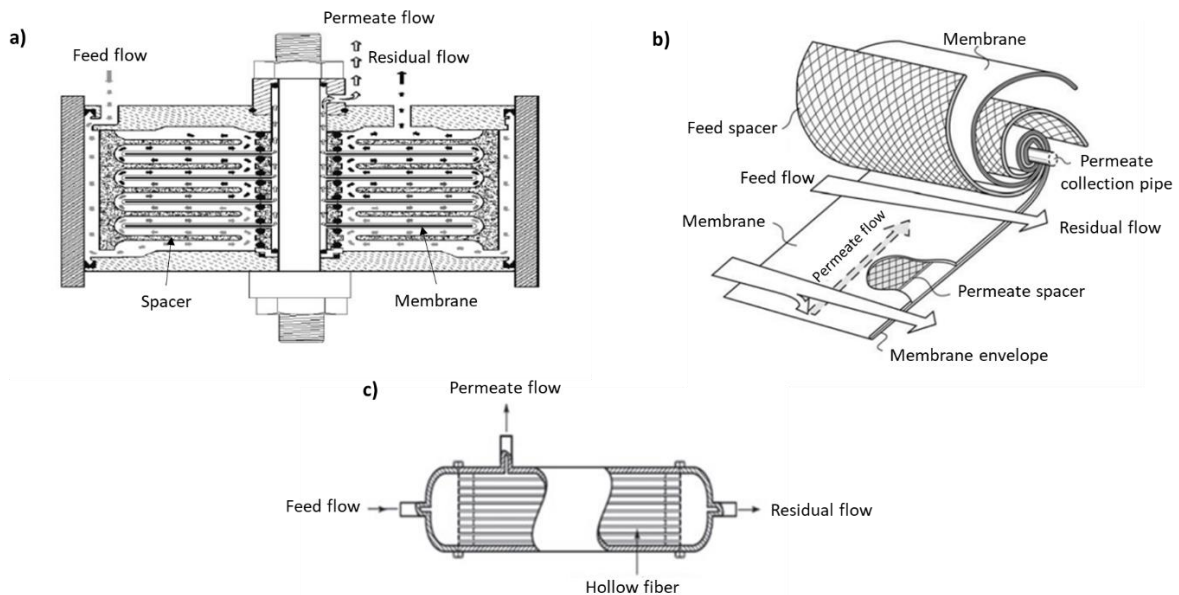 a)
Permeate flow
Feed flow
Residual flow
Spacer
Membrane
b)
Membrane
Feed spacer
Permeate
collection pipe
Feed flow
Membrane
Residual flow
Permeate flow
Permeate spacer
Membrane envelope
c)
Permeate flow
Feed flow
Residual flow
Hollow fiber